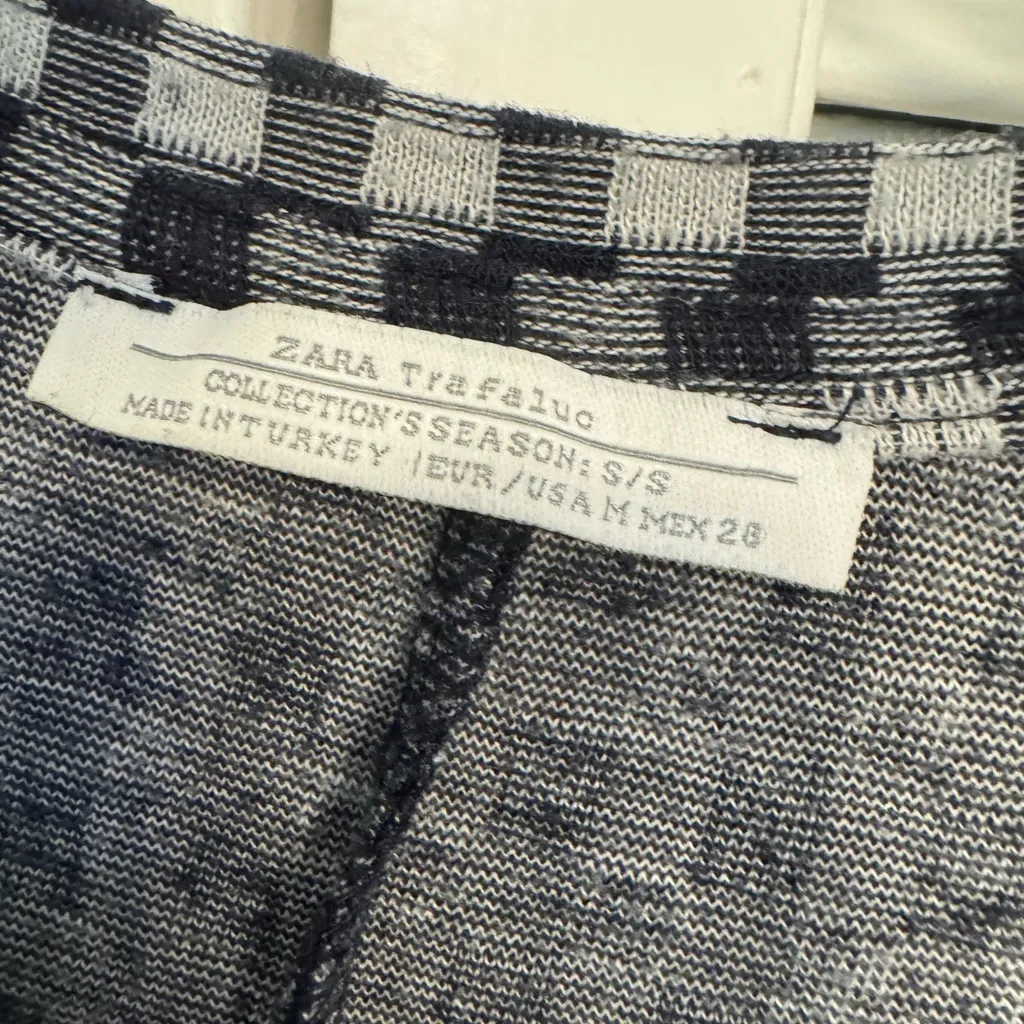 ZARA Trafaluc
COLLECTION'S SEASON: S/S
MADE IN TURKEY / EUR / USA M MEX 28